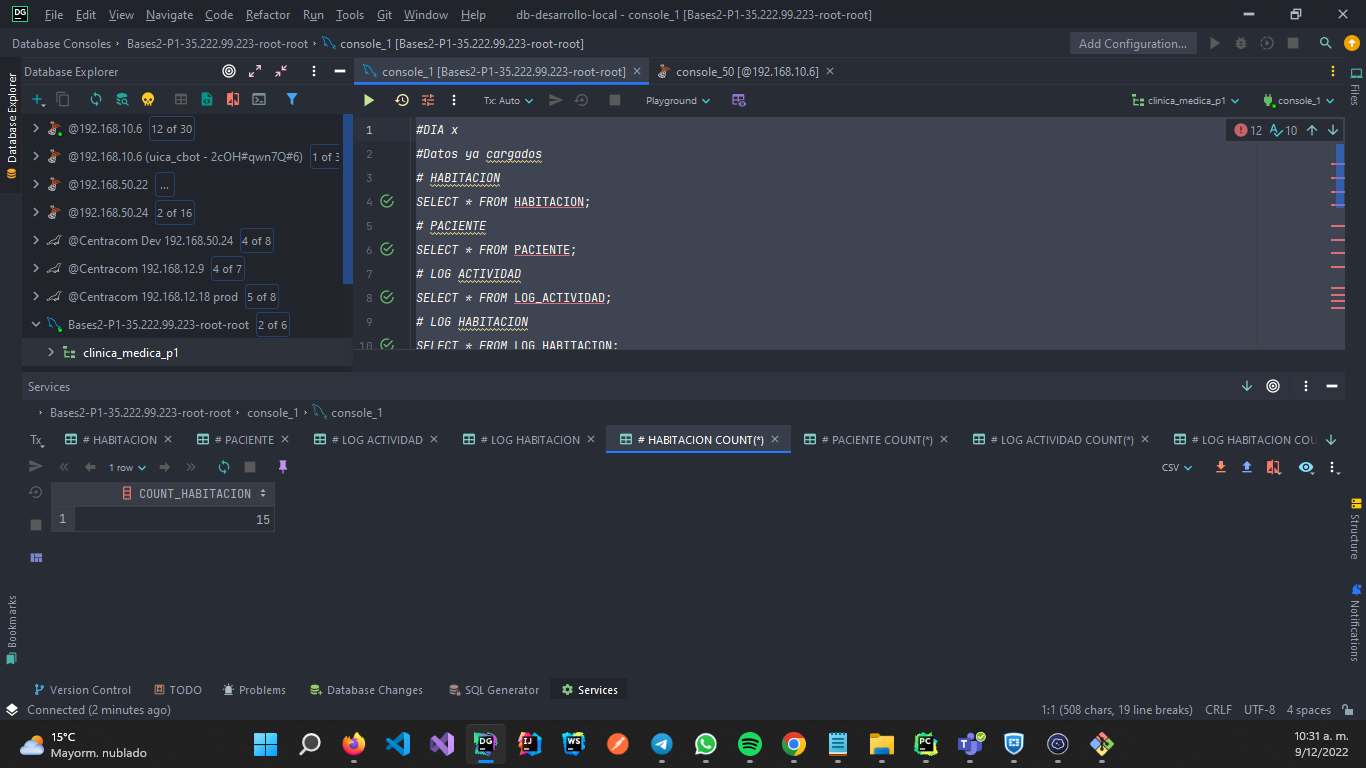 DG File Edit View Navigate Code Refactor Run Tools Git Window Help db-desarrollo-local - console_1 [Bases2-P1-35.222.99.223-root-root]
Database Consoles Bases2-P1-35.222.99.223-root-root console_1 [Bases2-P1-35.222.99.223-root-root] Add Configuration...
Database Explorer
Database Explorer
console_1 [Bases2-P1-35.222.99.223-root-root]
console_50 [@192.168.10.6]
Files
Tx: Auto Playground clinica_medica_p1 console_1
@192.168.10.6 12 of 30
@192.168.10.6 (uica_cbot - 2cOH#qwn7Q#6) 1 of 3
@192.168.50.22 ...
@192.168.50.24 2 of 16
@Centracom Dev 192.168.50.24 4 of 8
@Centracom 192.168.12.9 4 of 7
@Centracom 192.168.12.18 prod 5 of 8
Bases2-P1-35.222.99.223-root-root 2 of 6
clinica_medica_p1
1 #DIA x
12 10
2 #Datos ya cargados
3 # HABITACION
4 SELECT * FROM HABITACION;
5 # PACIENTE
6 SELECT * FROM PACIENTE;
7 # LOG ACTIVIDAD
8 SELECT * FROM LOG_ACTIVIDAD;
9 # LOG HABITACION
10 SELECT * FROM LOG_HABITACION;
Services
Bases2-P1-35.222.99.223-root-root console_1 console_1
Tx # HABITACION # PACIENTE # LOG ACTIVIDAD # LOG HABITACION # HABITACION COUNT(*) # PACIENTE COUNT(*) # LOG ACTIVIDAD COUNT(*) # LOG HABITACION COU
1 row CSV
COUNT_HABITACION
1 15
Structure
Notifications
Bookmarks
Version Control TODO Problems Database Changes SQL Generator Services
Connected (2 minutes ago) 1:1 (508 chars, 19 line breaks) CRLF UTF-8 4 spaces
15°C
Mayorm. nublado
DG IJ WS PC
10:31 a. m.
9/12/2022